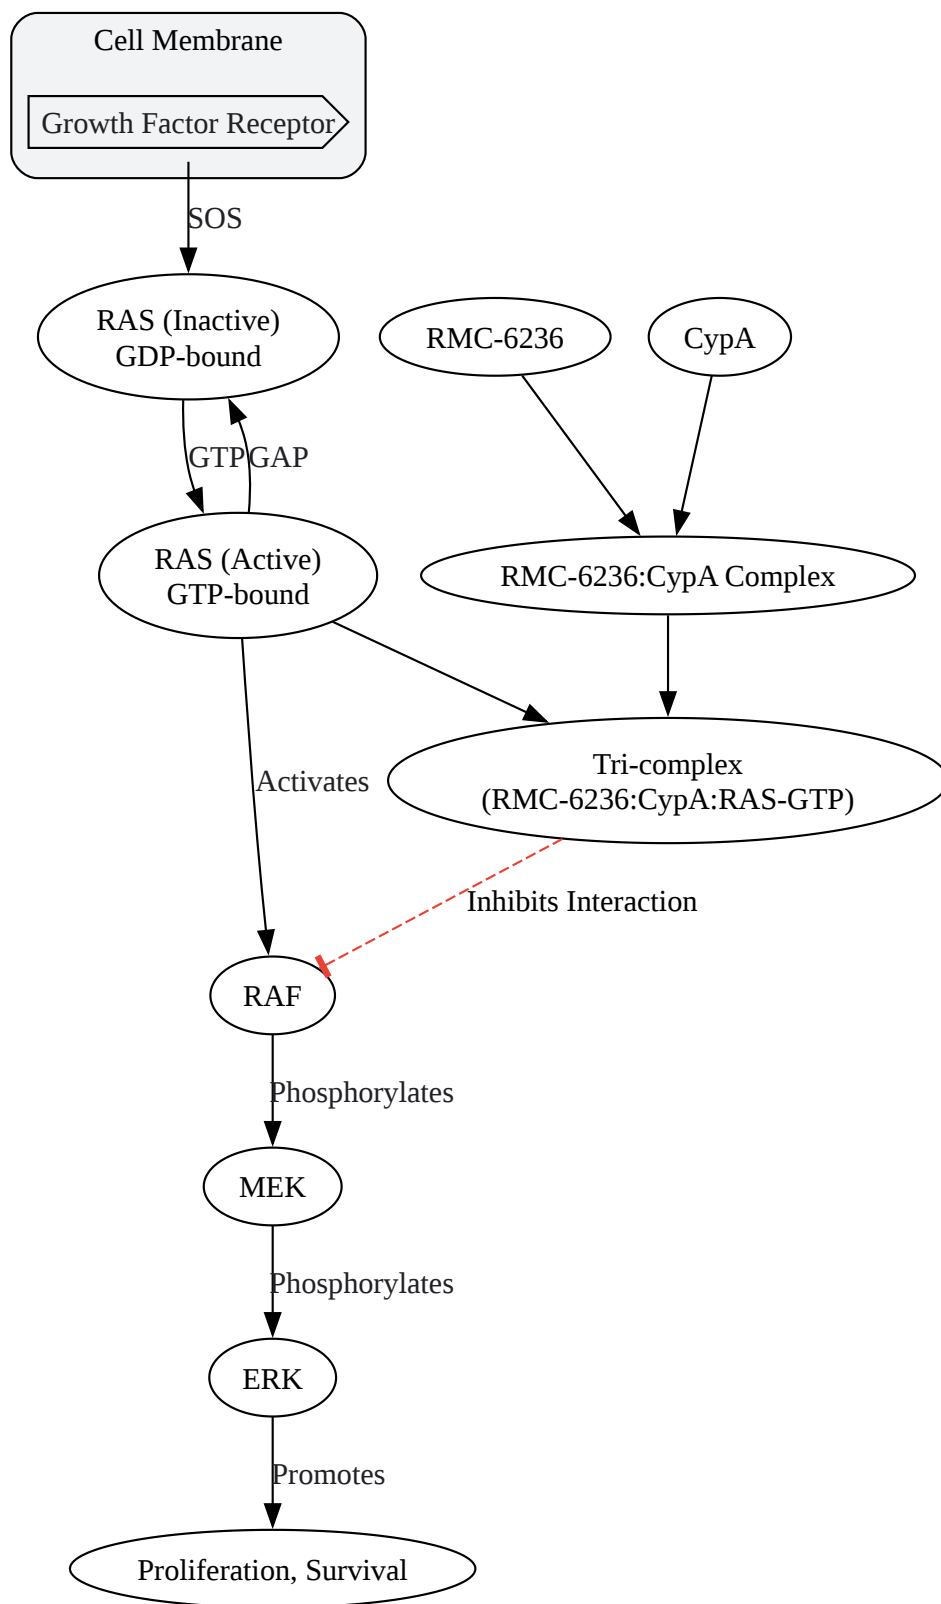 Cell Membrane
Growth Factor Receptor
SOS
RAS (Inactive)
GDP-bound
RMC-6236
CypA
GTP
GAP
RAS (Active)
GTP-bound
RMC-6236:CypA Complex
Tri-complex
(RMC-6236:CypA:RAS-GTP)
Activates
Inhibits Interaction
RAF
Phosphorylates
MEK
Phosphorylates
ERK
Promotes
Proliferation, Survival